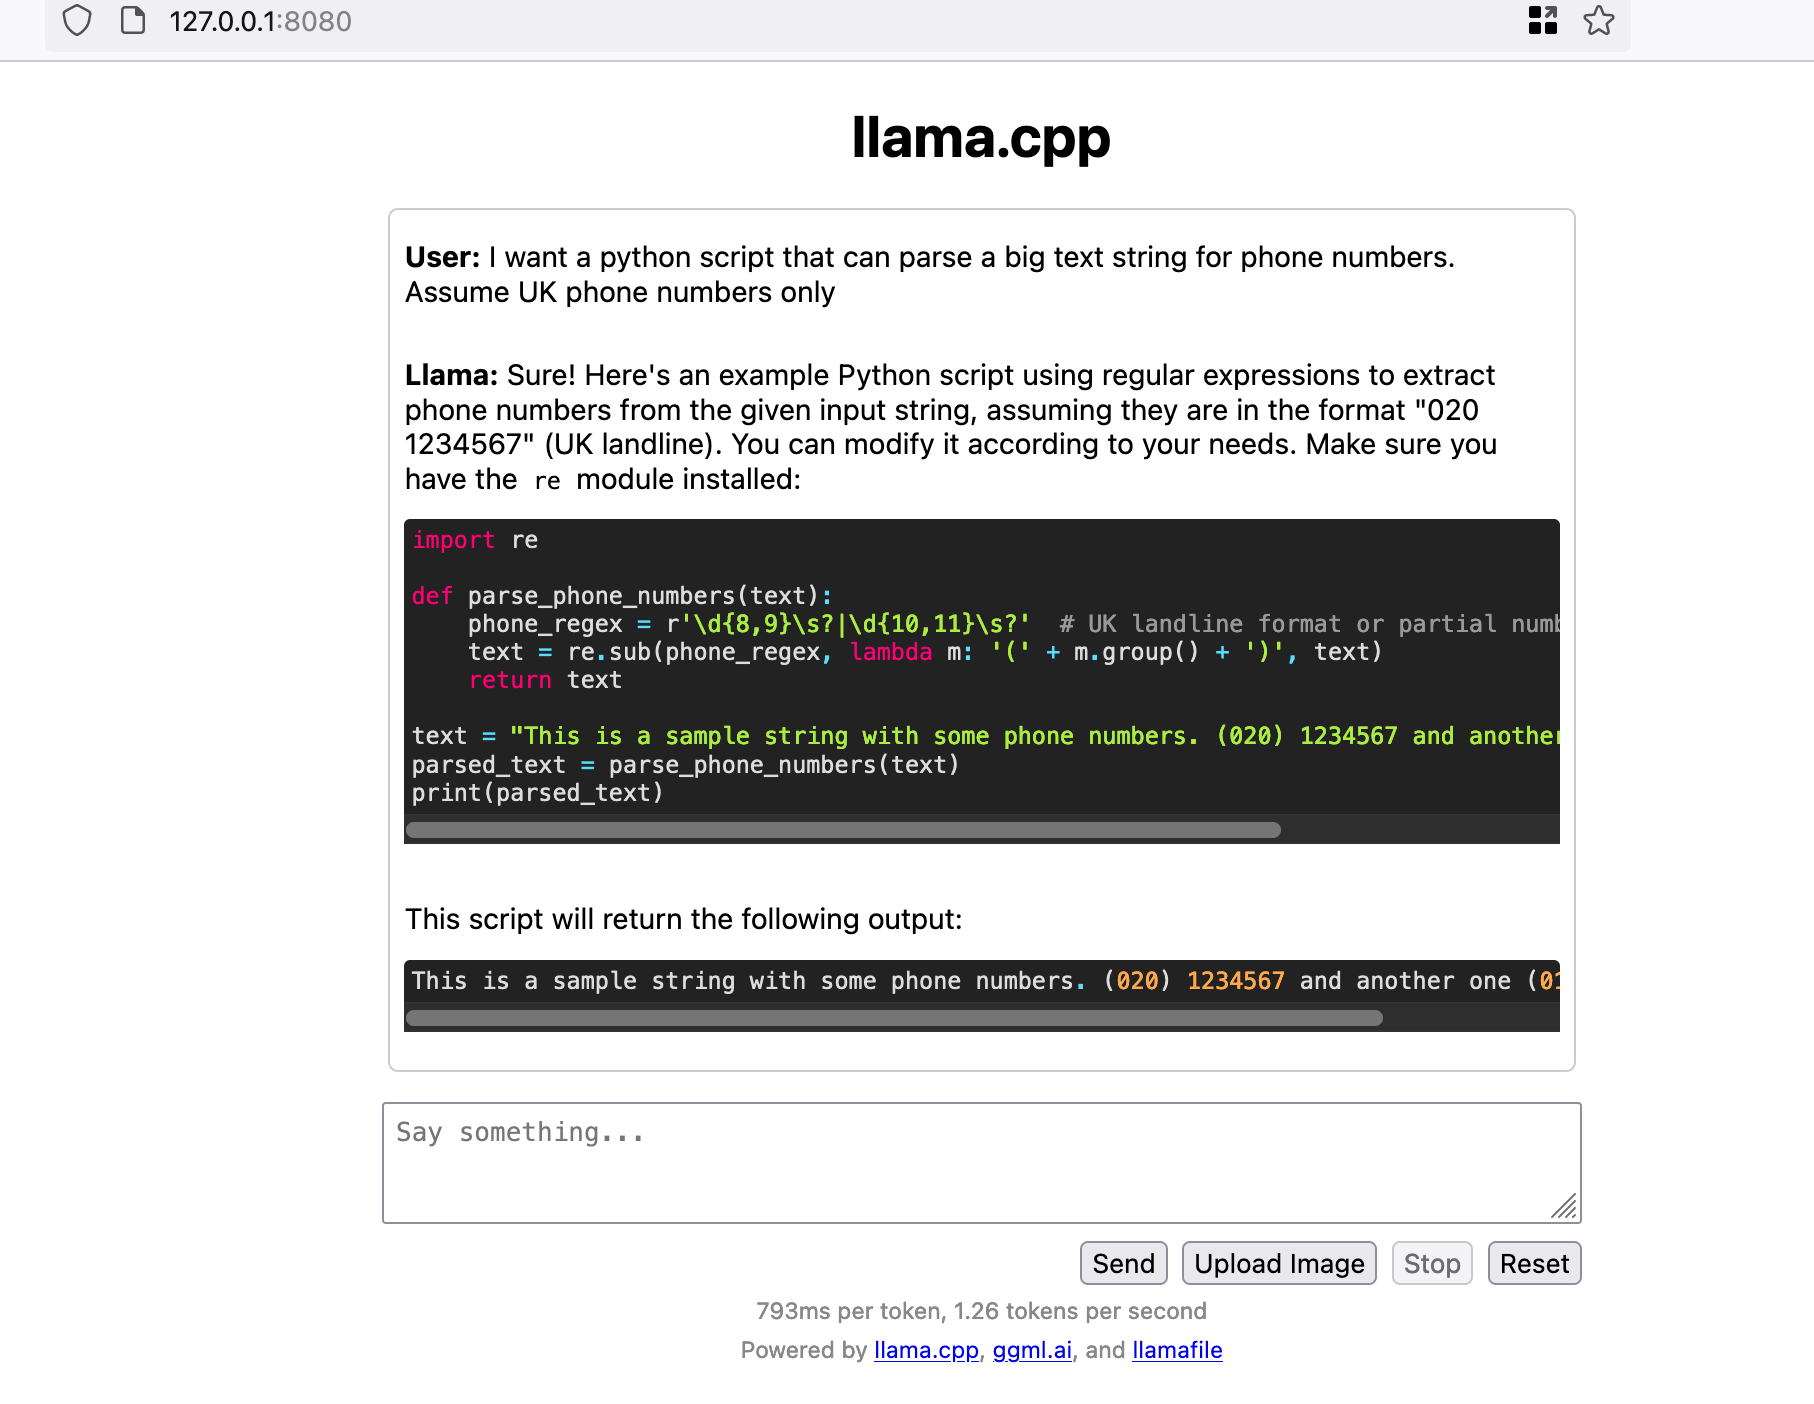 127.0.0.1:8080
llama.cpp
User: I want a python script that can parse a big text string for phone numbers.
Assume UK phone numbers only
Llama: Sure! Here's an example Python script using regular expressions to extract
phone numbers from the given input string, assuming they are in the format "020
1234567" (UK landline). You can modify it according to your needs. Make sure you
have the re module installed:
import re
def parse_phone_numbers(text):
    phone_regex = r'\d{8,9}\s?|\d{10,11}\s?'  # UK landline format or partial numb
    text = re.sub(phone_regex, lambda m: '(' + m.group() + ')', text)
    return text
text = "This is a sample string with some phone numbers. (020) 1234567 and another
parsed_text = parse_phone_numbers(text)
print(parsed_text)
This script will return the following output:
This is a sample string with some phone numbers. (020) 1234567 and another one (01
Say something...
Send Upload Image Stop Reset
793ms per token, 1.26 tokens per second
Powered by llama.cpp, ggml.ai, and llamafile